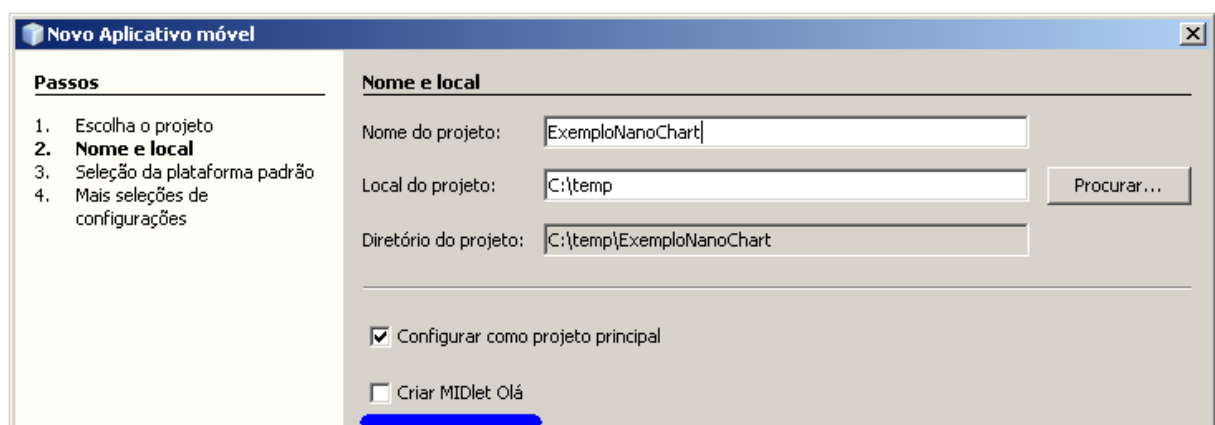 Novo Aplicativo móvel
Passos
1. Escolha o projeto
2. Nome e local
3. Seleção da plataforma padrão
4. Mais seleções de
configurações
Nome e local
Nome do projeto: ExemploNanoChart
Local do projeto: C:\temp Procurar...
Diretório do projeto: C:\temp\ExemploNanoChart
Configurar como projeto principal
Criar MIDlet Olá